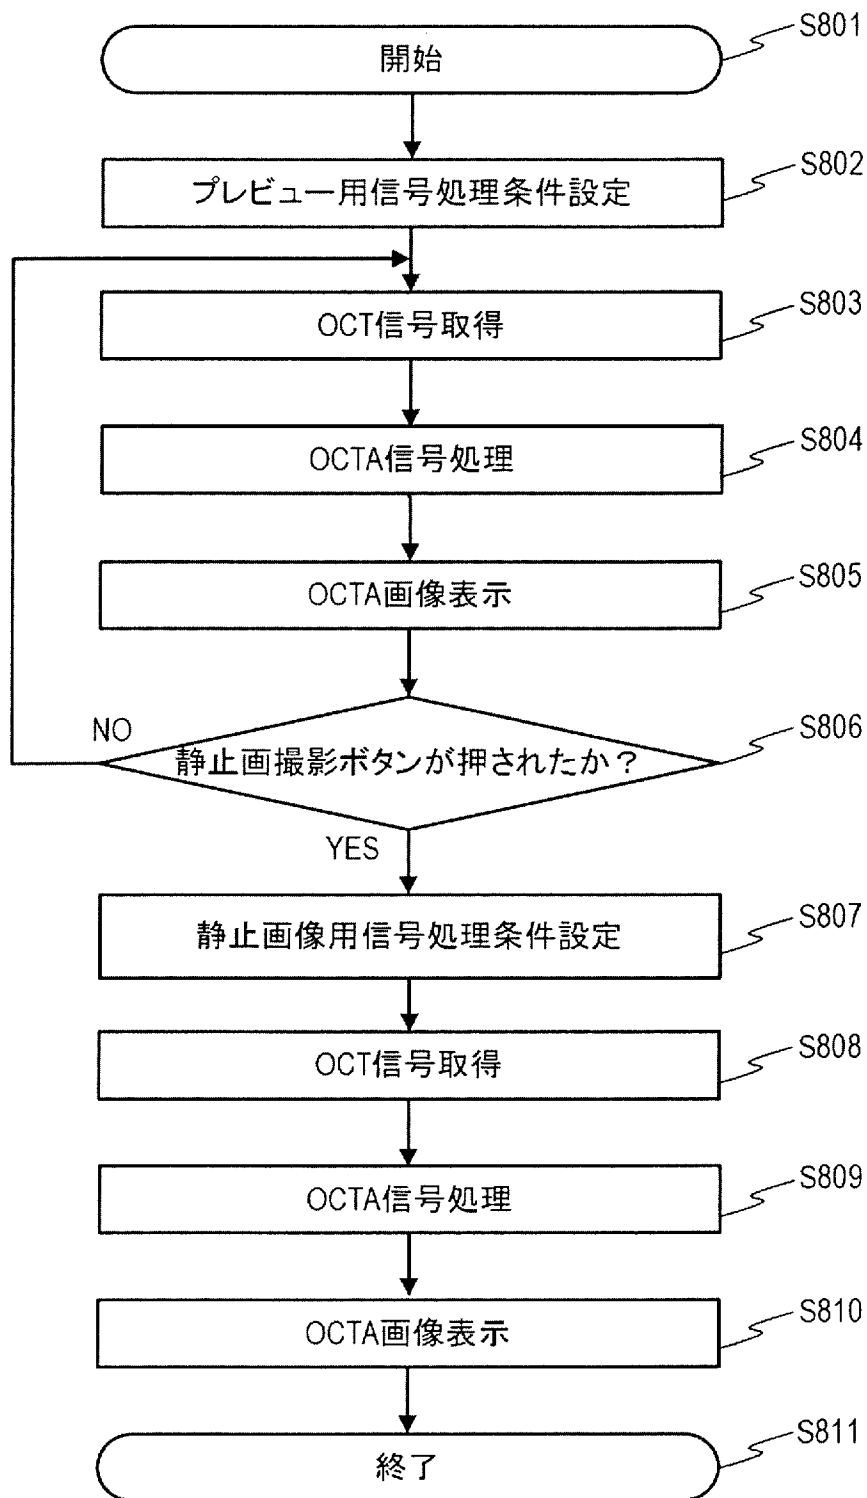 開始
S801
プレビュー用信号処理条件設定
S802
OCT信号取得
S803
OCTA信号処理
S804
OCTA画像表示
S805
NO
静止画撮影ボタンが押されたか？
S806
YES
静止画像用信号処理条件設定
S807
OCT信号取得
S808
OCTA信号処理
S809
OCTA画像表示
S810
終了
S811